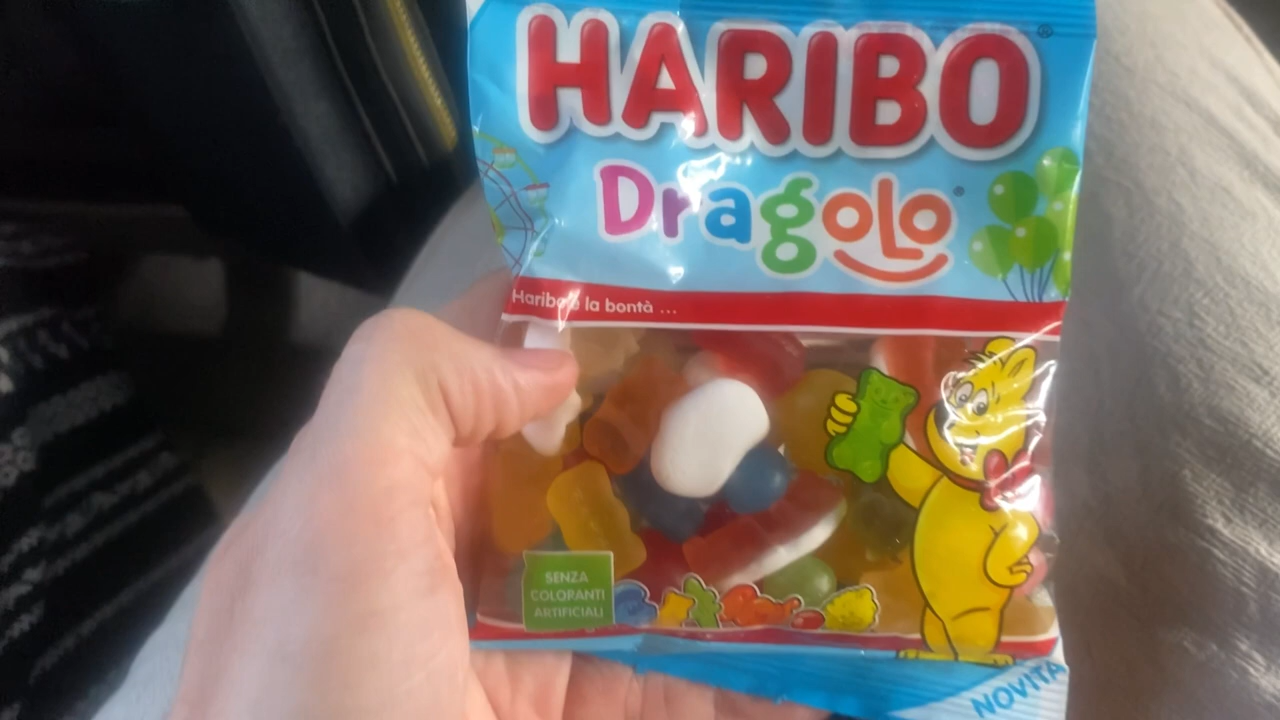 HARIBO®
Dragolo®
Haribo è la bontà ...
SENZA
COLORANTI
ARTIFICIALI
NOVITÀ